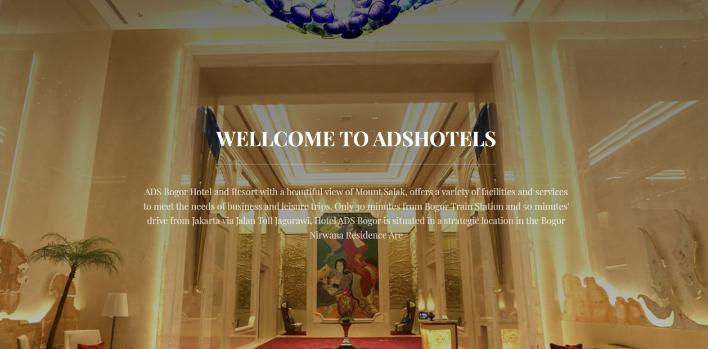 WELLCOME TO ADSHOTELS
ADS Bogor Hotel and Resort with a beautiful view of Mount Salak, offers a variety of facilities and services
to meet the needs of business and leisure trips. Only 30 minutes from Bogor Train Station and 50 minutes'
drive from Jakarta via Jalan Toll Jagorawi, Hotel ADS Bogor is situated in a strategic location in the Bogor
Nirwana Residence Are